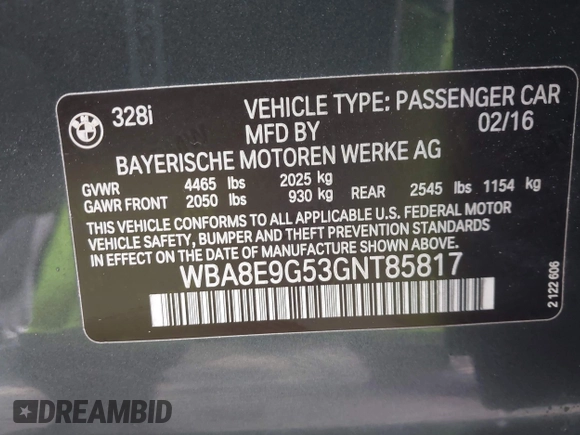 328i VEHICLE TYPE: PASSENGER CAR
MFD BY 02/16
BAYERISCHE MOTOREN WERKE AG
GVWR 4465 lbs 2025 kg
GAWR FRONT 2050 lbs 930 kg REAR 2545 lbs 1154 kg
THIS VEHICLE CONFORMS TO ALL APPLICABLE U.S. FEDERAL MOTOR
VEHICLE SAFETY, BUMPER, AND THEFT PREVENTION STANDARDS IN EFFECT ON THE
DATE OF MANUFACTURE SHOWN ABOVE.
WBA8E9G53GNT85817
2 122 606
DREAMBID